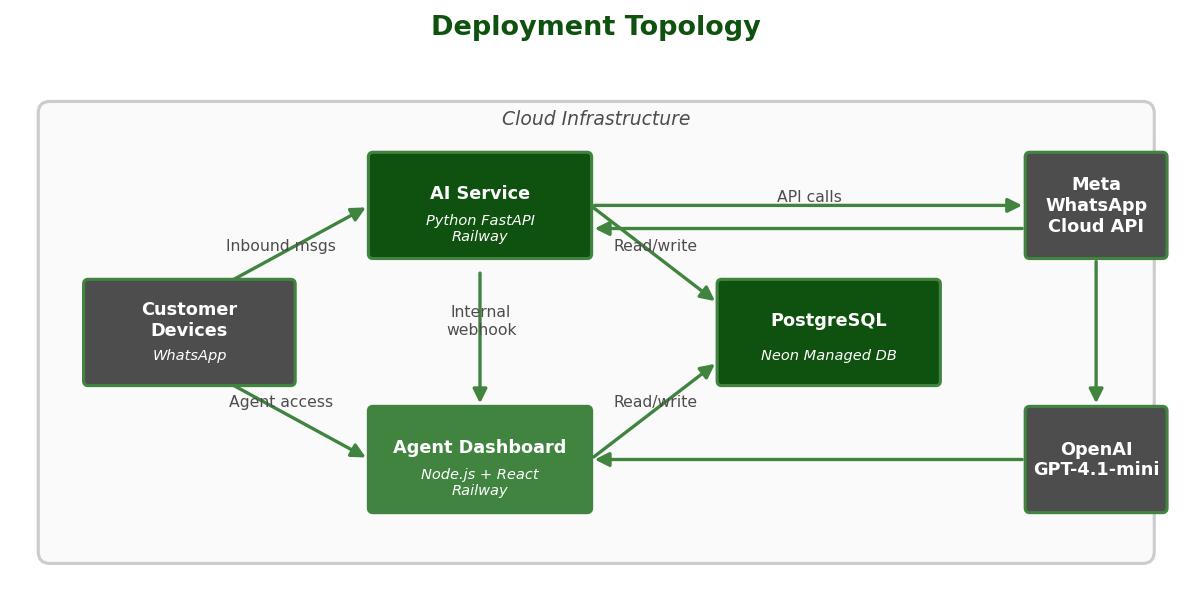 Deployment Topology
Cloud Infrastructure
AI Service
Python FastAPI
Railway
Meta
WhatsApp
Cloud API
API calls
Inbound msgs
Read/write
Customer
Devices
WhatsApp
Internal
webhook
PostgreSQL
Neon Managed DB
Agent access
Read/write
Agent Dashboard
Node.js + React
Railway
OpenAI
GPT-4.1-mini